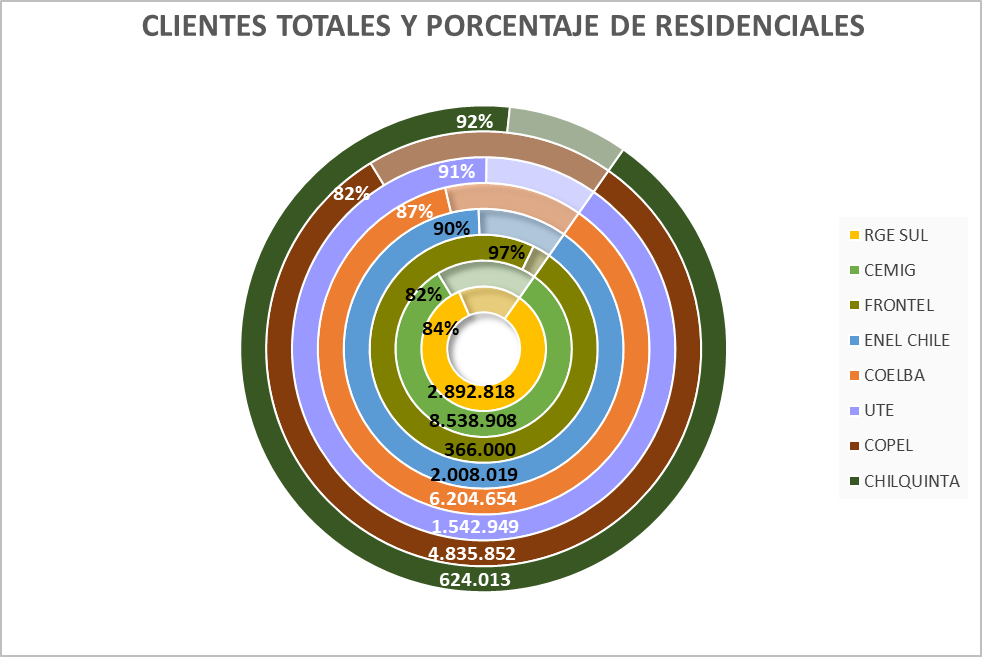 CLIENTES TOTALES Y PORCENTAJE DE RESIDENCIALES
92%
82%
91%
87%
90%
97%
82%
84%
2.892.818
8.538.908
366.000
2.008.019
6.204.654
1.542.949
4.835.852
624.013
RGE SUL
CEMIG
FRONTEL
ENEL CHILE
COELBA
UTE
COPEL
CHILQUINTA